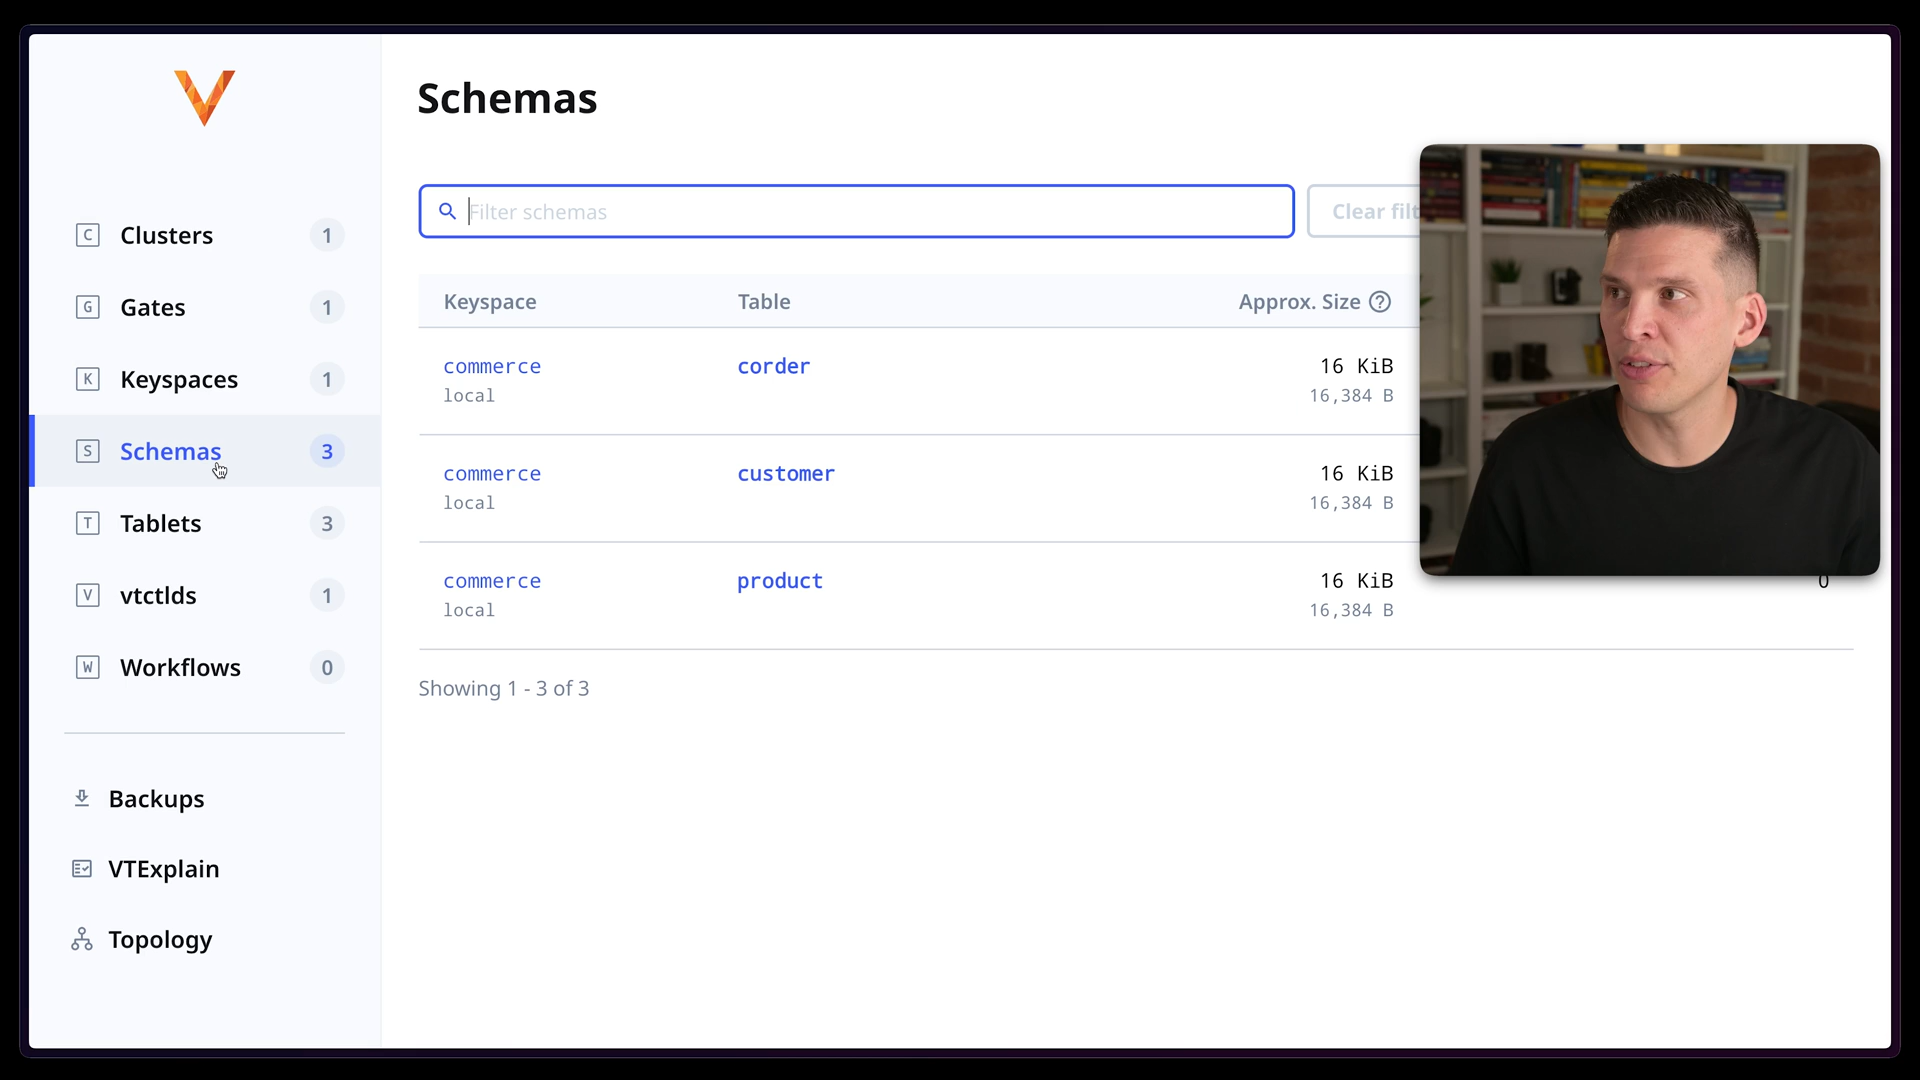 Schemas
Filter schemas
Clear filt
C Clusters 1
G Gates 1
K Keyspaces 1
S Schemas 3
T Tablets 3
V vtctlds 1
W Workflows 0
Backups
VTExplain
Topology
Keyspace Table Approx. Size ?
commerce corder 16 KiB
local 16,384 B
commerce customer 16 KiB
local 16,384 B
commerce product 16 KiB 0
local 16,384 B
Showing 1 - 3 of 3